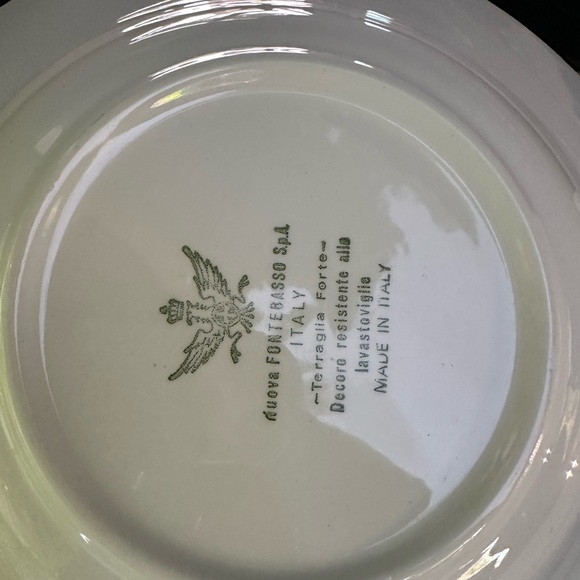 Nuova FONTEBASSO S.p.A.
ITALY
-Terraglia Forte-
Decoro resistente alla
lavastoviglie
MADE IN ITALY